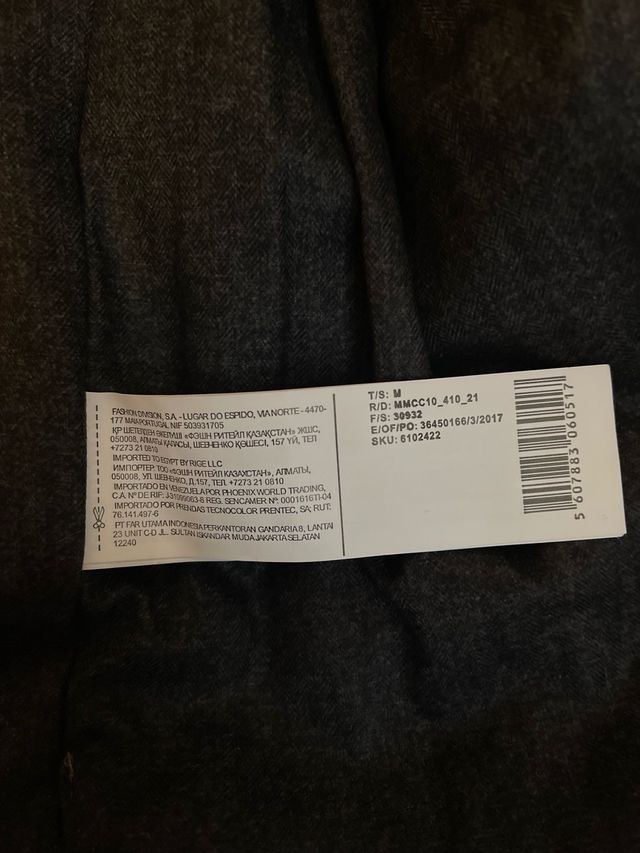 FASHION DIVISION, S.A. - LUGAR DO ESPIDO, VIA NORTE - 4470-
177 MAIA PORTUGAL NIF 503931705
ҚР ШЕТЕЛДЕН ӘКЕЛУШІ «ФЭШН РИТЕЙЛ ҚАЗАҚСТАН» ЖШС,
050008, АЛМАТЫ ҚАЛАСЫ, ШЕВЧЕНКО КӨШЕСІ, 157 ҮЙ, ТЕЛ
+7273 21 0810
IMPORTED TO EGYPT BY RIGE LLC
ИМПОРТЕР: ТОО «ФЭШН РИТЕЙЛ КАЗАХСТАН», АЛМАТЫ,
050008, УЛ. ШЕВЧЕНКО, Д.157, ТЕЛ. +7273 21 0810
IMPORTADO EN VENEZUELA POR PHOENIX WORLD TRADING,
C.A. Nº DE RIF: J-31099063-6 REG. SENCAMER Nº: 0001616TI-04
IMPORTADO POR PRENDAS TECNOCOLOR PRENTEC, SA; RUT:
76.141.497-6
PT FAR UTAMA INDONESIA PERKANTORAN GANDARIA 8, LANTAI
23 UNIT C-D JL. SULTAN ISKANDAR MUDA JAKARTA SELATAN
12240
T/S: M
R/D: MMCC10_410_21
F/S: 30932
E/OF/PO: 36450166/3/2017
SKU: 6102422
5 607883 060517